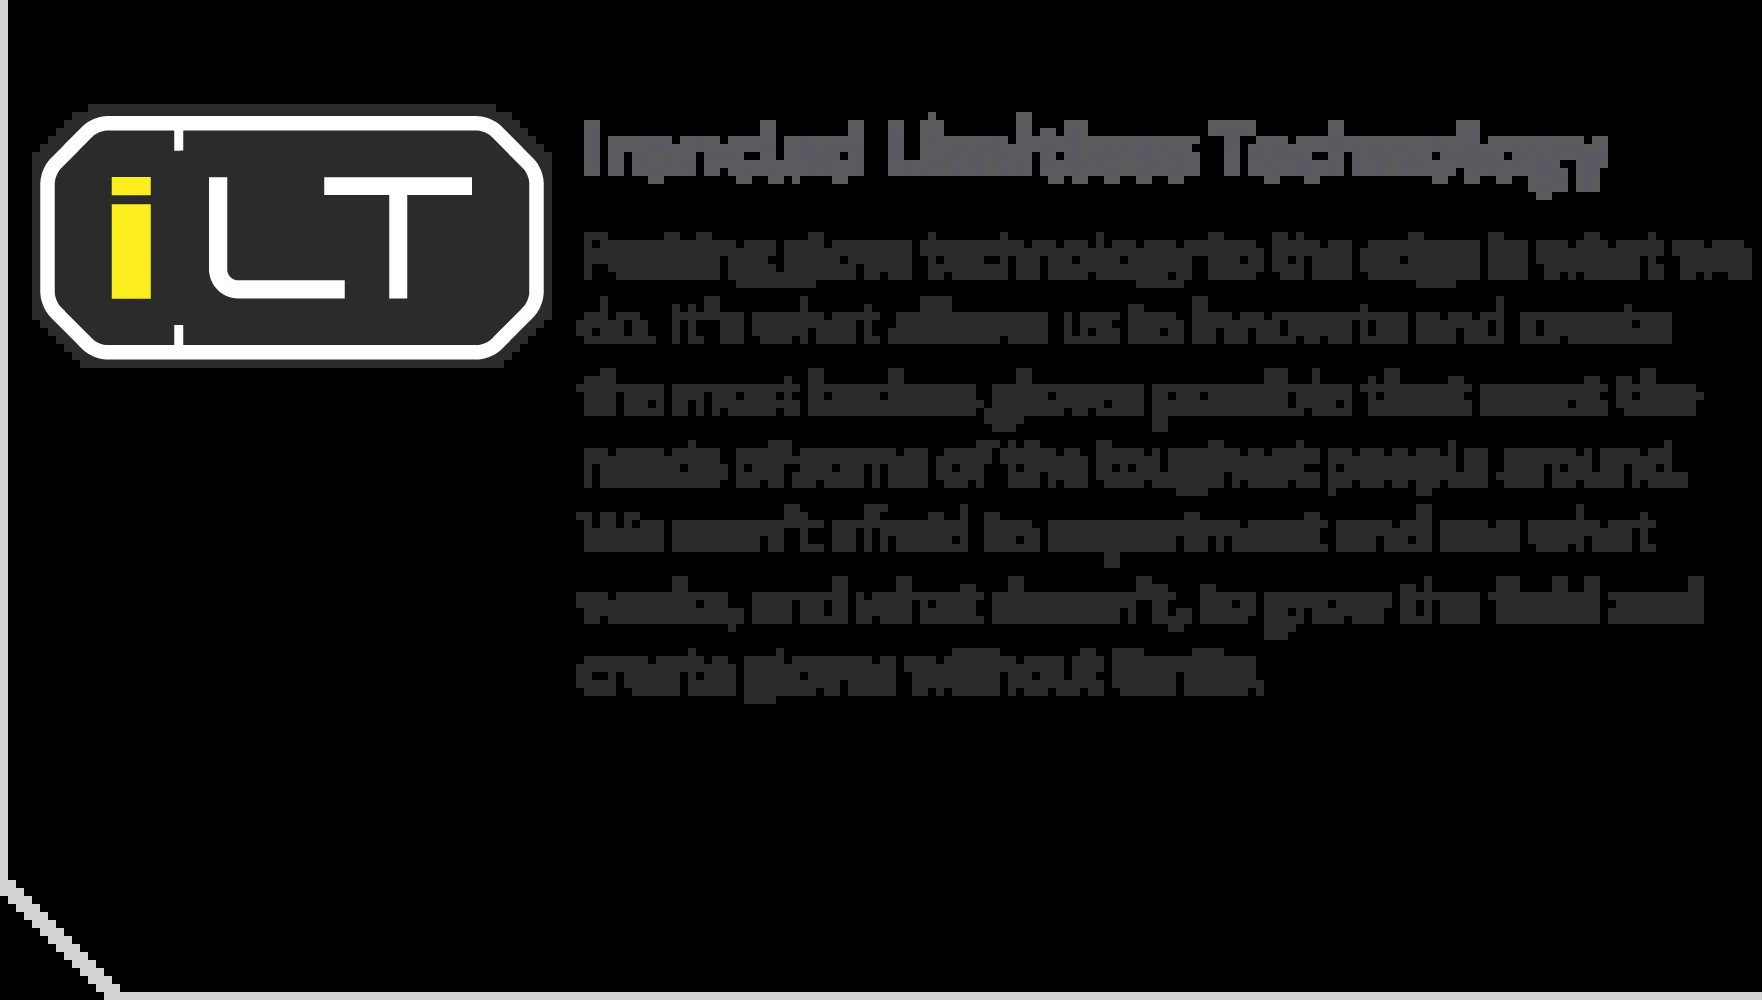 iLT
Ironclad Limitless Technology
Pushing glove technology to the edge is what we
do. It's what allows us to innovate and create
the most badass gloves possible that meet the
needs of some of the toughest people around.
We aren't afraid to experiment and see what
works, and what doesn't, to grow the field and
create gloves without limits.